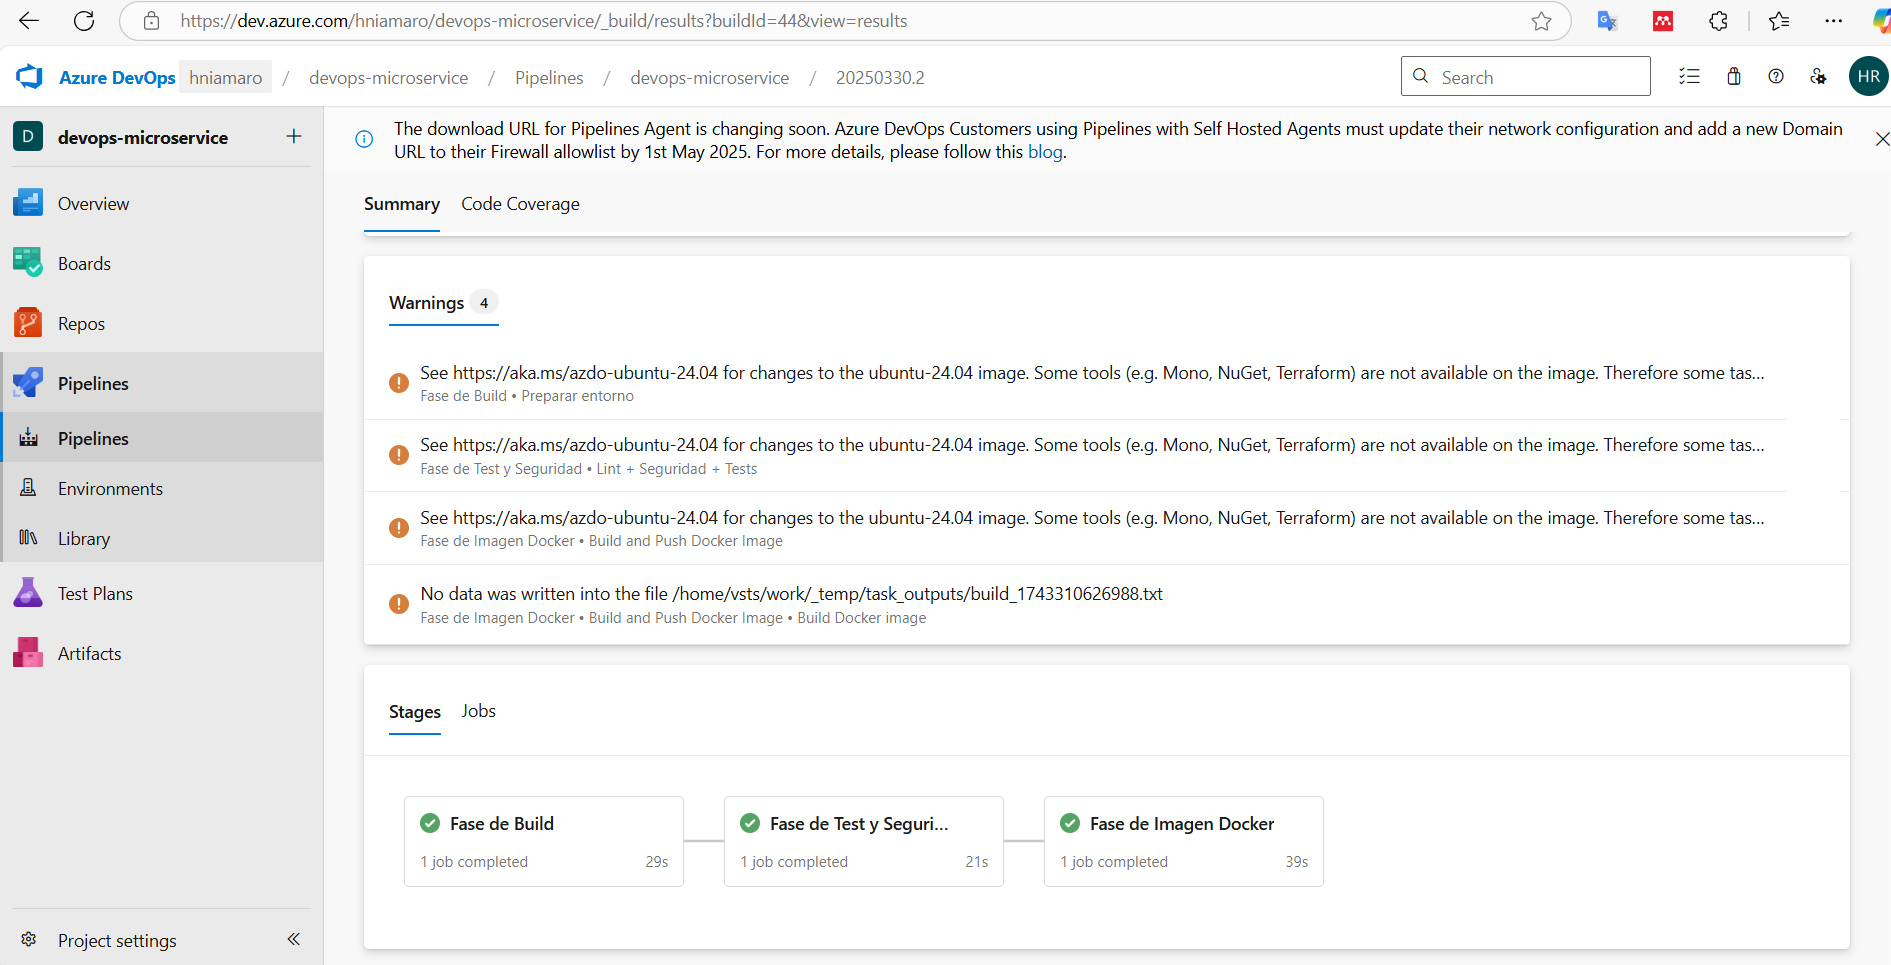 https://dev.azure.com/hniamaro/devops-microservice/_build/results?buildId=44&view=results
Azure DevOps hniamaro / devops-microservice / Pipelines / devops-microservice / 20250330.2
Search
HR
D devops-microservice
The download URL for Pipelines Agent is changing soon. Azure DevOps Customers using Pipelines with Self Hosted Agents must update their network configuration and add a new Domain
URL to their Firewall allowlist by 1st May 2025. For more details, please follow this blog.
Overview
Boards
Repos
Pipelines
Pipelines
Environments
Library
Test Plans
Artifacts
Project settings
Summary Code Coverage
Warnings 4
See https://aka.ms/azdo-ubuntu-24.04 for changes to the ubuntu-24.04 image. Some tools (e.g. Mono, NuGet, Terraform) are not available on the image. Therefore some tas...
Fase de Build • Preparar entorno
See https://aka.ms/azdo-ubuntu-24.04 for changes to the ubuntu-24.04 image. Some tools (e.g. Mono, NuGet, Terraform) are not available on the image. Therefore some tas...
Fase de Test y Seguridad • Lint + Seguridad + Tests
See https://aka.ms/azdo-ubuntu-24.04 for changes to the ubuntu-24.04 image. Some tools (e.g. Mono, NuGet, Terraform) are not available on the image. Therefore some tas...
Fase de Imagen Docker • Build and Push Docker Image
No data was written into the file /home/vsts/work/_temp/task_outputs/build_1743310626988.txt
Fase de Imagen Docker • Build and Push Docker Image • Build Docker image
Stages Jobs
Fase de Build
1 job completed 29s
Fase de Test y Seguri...
1 job completed 21s
Fase de Imagen Docker
1 job completed 39s